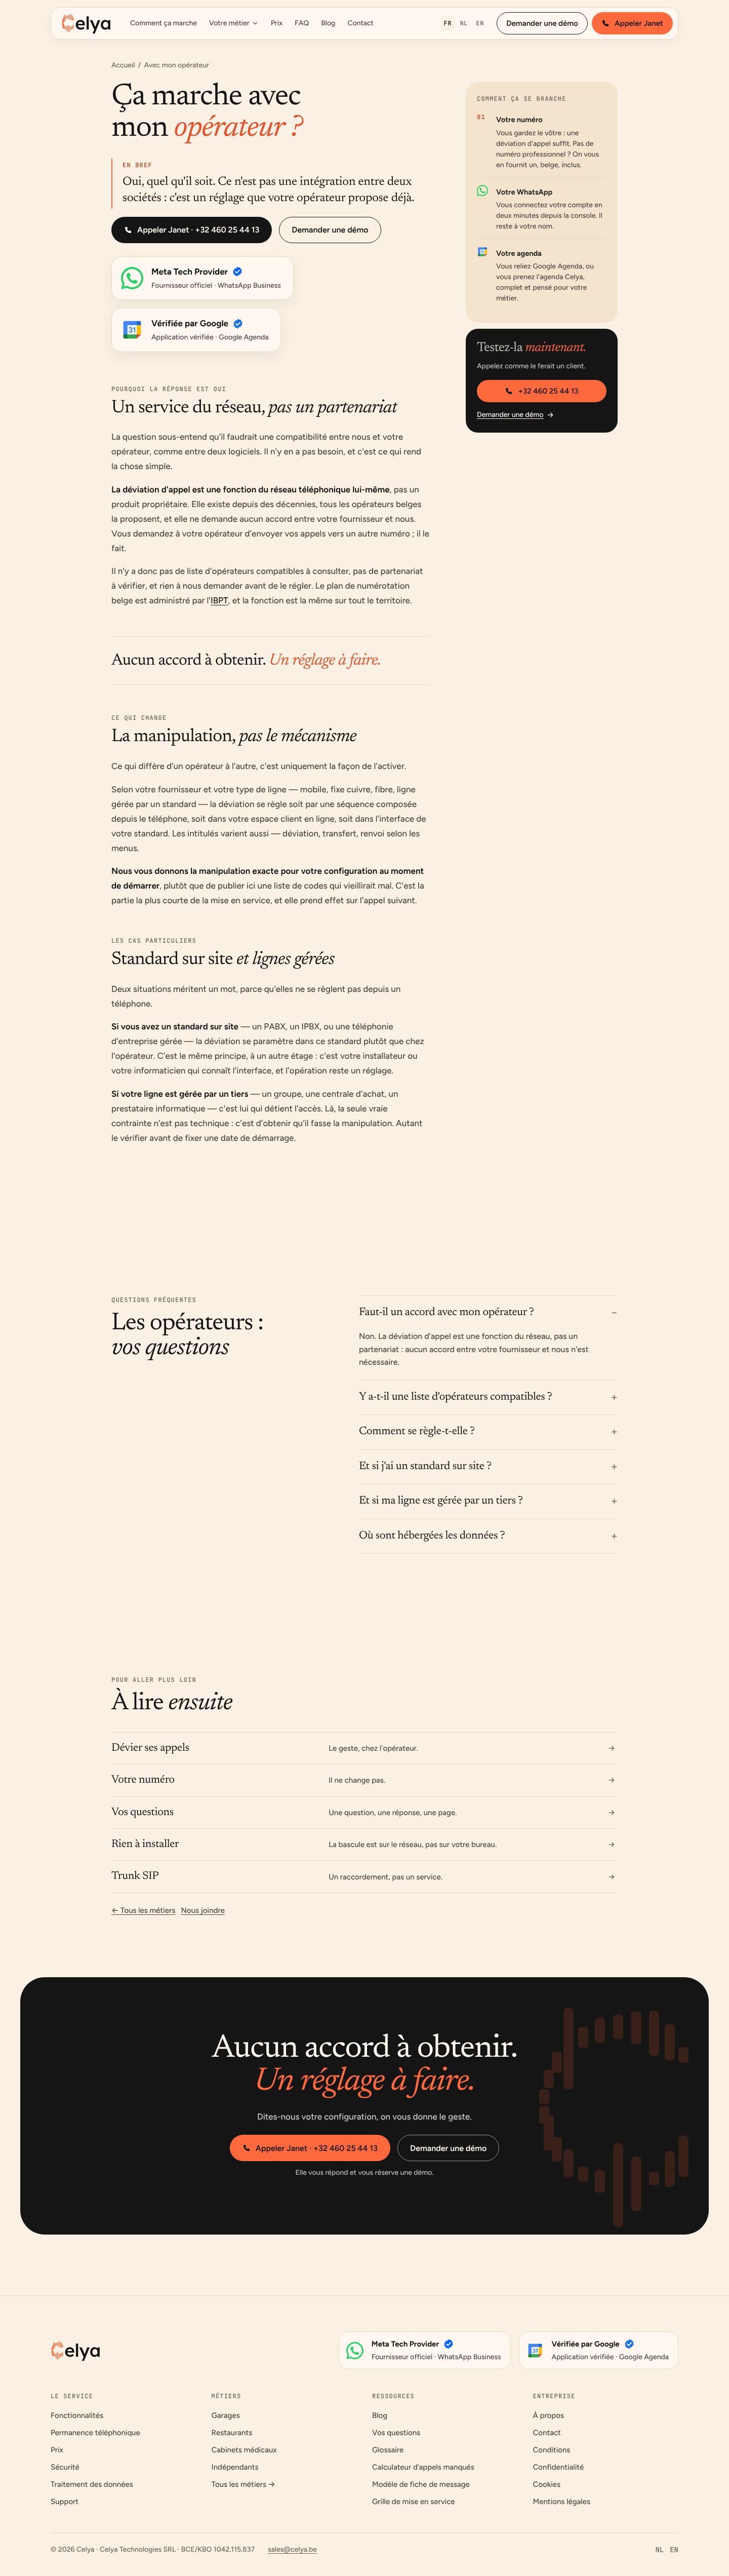 Celya
Comment ça marche
Votre métier
Prix
FAQ
Blog
Contact
FR NL EN
Demander une démo
Appeler Janet
Accueil / Avec mon opérateur
Ça marche avec
mon opérateur ?
EN BREF
Oui, quel qu'il soit. Ce n'est pas une intégration entre deux
sociétés : c'est un réglage que votre opérateur propose déjà.
Appeler Janet · +32 460 25 44 13
Demander une démo
Meta Tech Provider
Fournisseur officiel · WhatsApp Business
Vérifiée par Google
31
Application vérifiée · Google Agenda
COMMENT ÇA SE BRANCHE
01
Votre numéro
Vous gardez le vôtre : une
déviation d'appel suffit. Pas de
numéro professionnel ? On vous
en fournit un, belge, inclus.
Votre WhatsApp
Vous connectez votre compte en
deux minutes depuis la console. Il
reste à votre nom.
Votre agenda
Vous reliez Google Agenda, ou
vous prenez l'agenda Celya,
complet et pensé pour votre
métier.
Testez-la maintenant.
Appelez comme le ferait un client.
+32 460 25 44 13
Demander une démo →
POURQUOI LA RÉPONSE EST OUI
Un service du réseau, pas un partenariat
La question sous-entend qu'il faudrait une compatibilité entre nous et votre
opérateur, comme entre deux logiciels. Il n'y en a pas besoin, et c'est ce qui rend
la chose simple.
La déviation d'appel est une fonction du réseau téléphonique lui-même, pas un
produit propriétaire. Elle existe depuis des décennies, tous les opérateurs belges
la proposent, et elle ne demande aucun accord entre votre fournisseur et nous.
Vous demandez à votre opérateur d'envoyer vos appels vers un autre numéro ; il le
fait.
Il n'y a donc pas de liste d'opérateurs compatibles à consulter, pas de partenariat
à vérifier, et rien à nous demander avant de le régler. Le plan de numérotation
belge est administré par l'IBPT, et la fonction est la même sur tout le territoire.
Aucun accord à obtenir. Un réglage à faire.
CE QUI CHANGE
La manipulation, pas le mécanisme
Ce qui diffère d'un opérateur à l'autre, c'est uniquement la façon de l'activer.
Selon votre fournisseur et votre type de ligne — mobile, fixe cuivre, fibre, ligne
gérée par un standard — la déviation se règle soit par une séquence composée
depuis le téléphone, soit dans votre espace client en ligne, soit dans l'interface de
votre standard. Les intitulés varient aussi — déviation, transfert, renvoi selon les
menus.
Nous vous donnons la manipulation exacte pour votre configuration au moment
de démarrer, plutôt que de publier ici une liste de codes qui vieillirait mal. C'est la
partie la plus courte de la mise en service, et elle prend effet sur l'appel suivant.
LES CAS PARTICULIERS
Standard sur site et lignes gérées
Deux situations méritent un mot, parce qu'elles ne se règlent pas depuis un
téléphone.
Si vous avez un standard sur site — un PABX, un IPBX, ou une téléphonie
d'entreprise gérée — la déviation se paramètre dans ce standard plutôt que chez
l'opérateur. C'est le même principe, à un autre étage : c'est votre installateur ou
votre informaticien qui connaît l'interface, et l'opération reste un réglage.
Si votre ligne est gérée par un tiers — un groupe, une centrale d'achat, un
prestataire informatique — c'est lui qui détient l'accès. Là, la seule vraie
contrainte n'est pas technique : c'est d'obtenir qu'il fasse la manipulation. Autant
le vérifier avant de fixer une date de démarrage.
QUESTIONS FRÉQUENTES
Les opérateurs :
vos questions
Faut-il un accord avec mon opérateur ? −
Non. La déviation d'appel est une fonction du réseau, pas un
partenariat : aucun accord entre votre fournisseur et nous n'est
nécessaire.
Y a-t-il une liste d'opérateurs compatibles ? +
Comment se règle-t-elle ? +
Et si j'ai un standard sur site ? +
Et si ma ligne est gérée par un tiers ? +
Où sont hébergées les données ? +
POUR ALLER PLUS LOIN
À lire ensuite
Dévier ses appels Le geste, chez l'opérateur. →
Votre numéro Il ne change pas. →
Vos questions Une question, une réponse, une page. →
Rien à installer La bascule est sur le réseau, pas sur votre bureau. →
Trunk SIP Un raccordement, pas un service. →
← Tous les métiers Nous joindre
Aucun accord à obtenir.
Un réglage à faire.
Dites-nous votre configuration, on vous donne le geste.
Appeler Janet · +32 460 25 44 13
Demander une démo
Elle vous répond et vous réserve une démo.
Celya
Meta Tech Provider
Fournisseur officiel · WhatsApp Business
31
Vérifiée par Google
Application vérifiée · Google Agenda
LE SERVICE
Fonctionnalités
Permanence téléphonique
Prix
Sécurité
Traitement des données
Support
MÉTIERS
Garages
Restaurants
Cabinets médicaux
Indépendants
Tous les métiers →
RESSOURCES
Blog
Vos questions
Glossaire
Calculateur d'appels manqués
Modèle de fiche de message
Grille de mise en service
ENTREPRISE
À propos
Contact
Conditions
Confidentialité
Cookies
Mentions légales
© 2026 Celya · Celya Technologies SRL · BCE/KBO 1042.115.837 sales@celya.be
NL EN